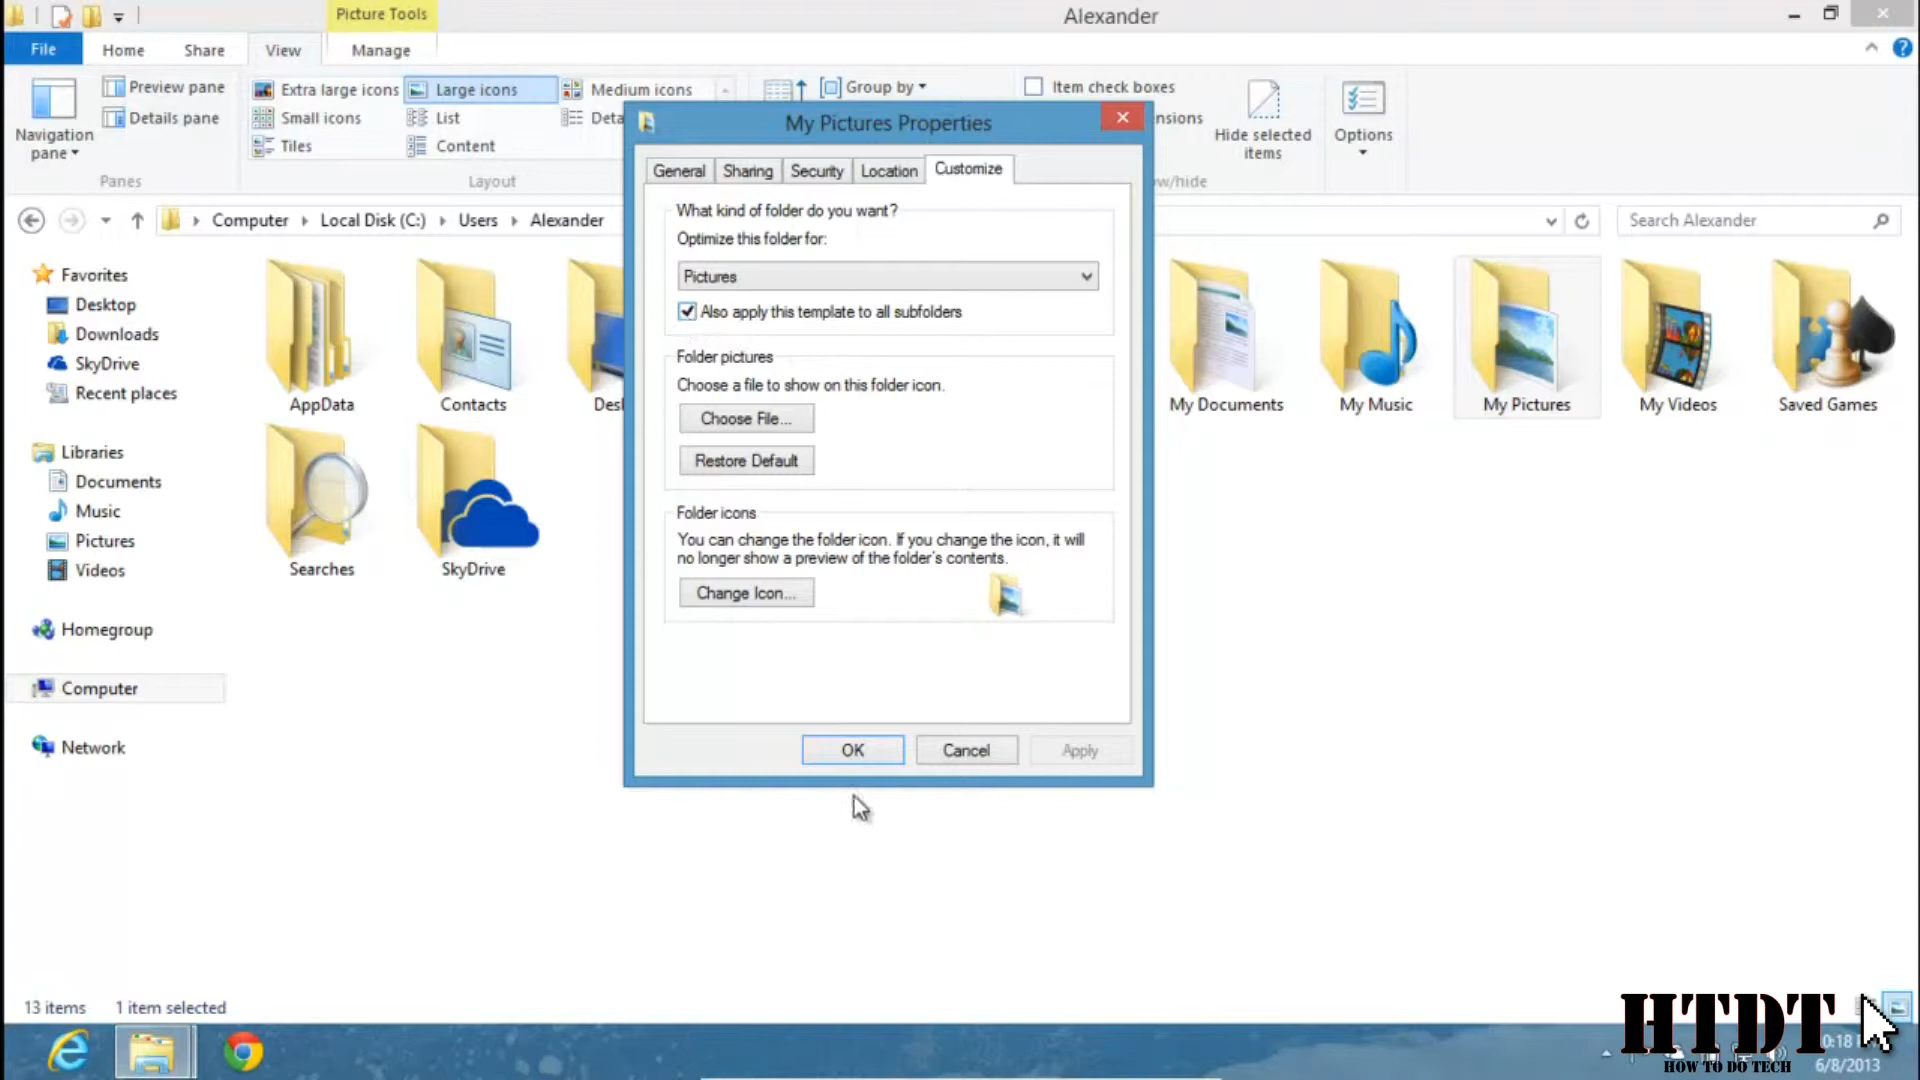 Picture Tools
Alexander
File
Home
Share
View
Manage
Navigation
pane
Preview pane
Details pane
Panes
Extra large icons
Large icons
Medium icons
Small icons
List
Deta
Tiles
Content
Layout
Group by
Item check boxes
nsions
w/hide
Hide selected
items
Options
Computer
Local Disk (C:)
Users
Alexander
Search Alexander
Favorites
Desktop
Downloads
SkyDrive
Recent places
Libraries
Documents
Music
Pictures
Videos
Homegroup
Computer
Network
AppData
Contacts
Desk
My Documents
My Music
My Pictures
My Videos
Saved Games
Searches
SkyDrive
My Pictures Properties
General
Sharing
Security
Location
Customize
What kind of folder do you want?
Optimize this folder for:
Pictures
Also apply this template to all subfolders
Folder pictures
Choose a file to show on this folder icon.
Choose File...
Restore Default
Folder icons
You can change the folder icon. If you change the icon, it will
no longer show a preview of the folder's contents.
Change Icon...
OK
Cancel
Apply
13 items
1 item selected
HTDT
HOW TO DO TECH
0:18 P
6/8/2013